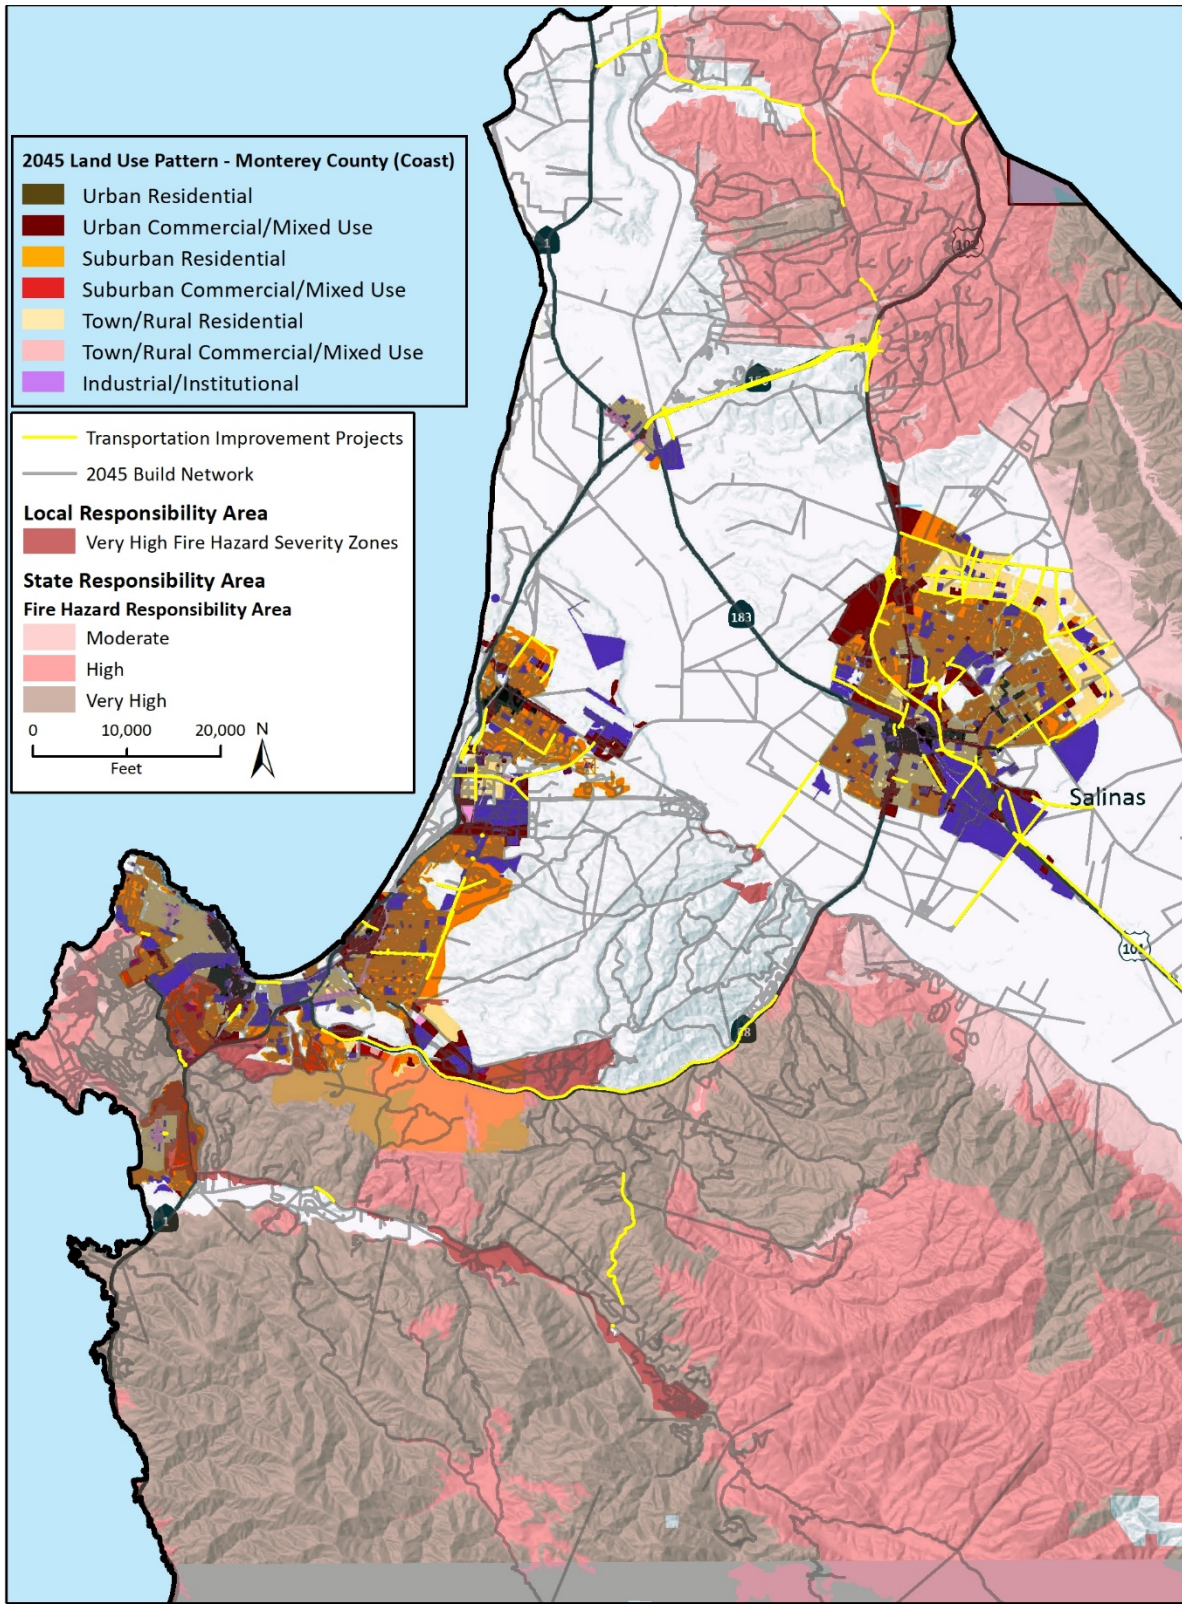 2045 Land Use Pattern - Monterey County (Coast)
Urban Residential
Urban Commercial/Mixed Use
Suburban Residential
Suburban Commercial/Mixed Use
Town/Rural Residential
Town/Rural Commercial/Mixed Use
Industrial/Institutional
Transportation Improvement Projects
2045 Build Network
Local Responsibility Area
Very High Fire Hazard Severity Zones
State Responsibility Area
Fire Hazard Responsibility Area
Moderate
High
Very High
0 10,000 20,000 N
Feet
1
183
Salinas
101
1